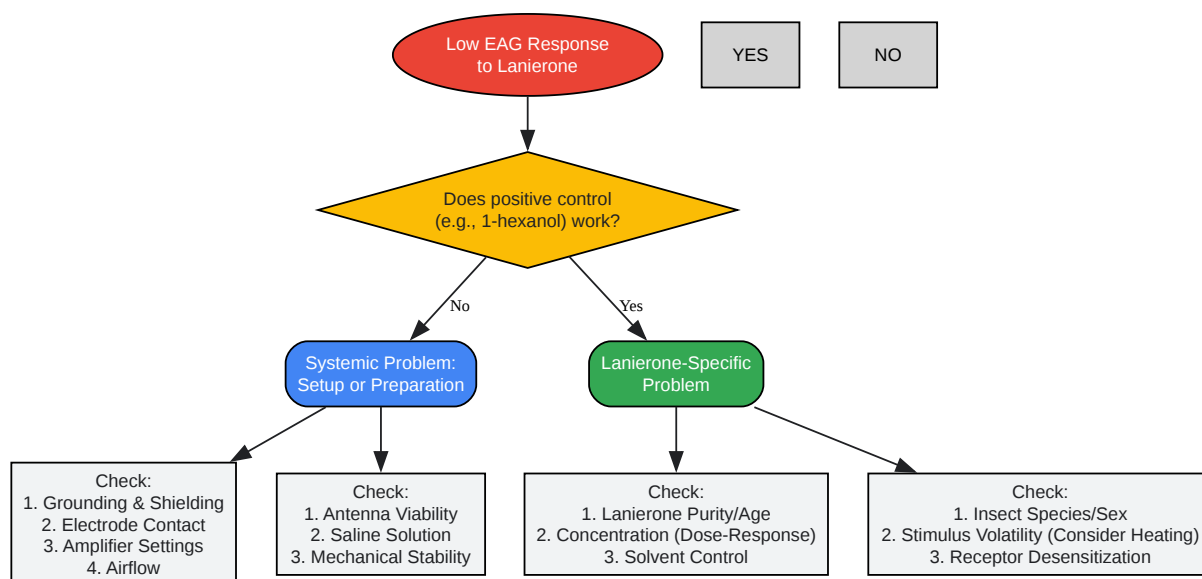 Low EAG Response
to Lanierone
YES
NO
Does positive control
(e.g., 1-hexanol) work?
No
Yes
Systemic Problem:
Setup or Preparation
Lanierone-Specific
Problem
Check:
1. Grounding & Shielding
2. Electrode Contact
3. Amplifier Settings
4. Airflow
Check:
1. Antenna Viability
2. Saline Solution
3. Mechanical Stability
Check:
1. Lanierone Purity/Age
2. Concentration (Dose-Response)
3. Solvent Control
Check:
1. Insect Species/Sex
2. Stimulus Volatility (Consider Heating)
3. Receptor Desensitization